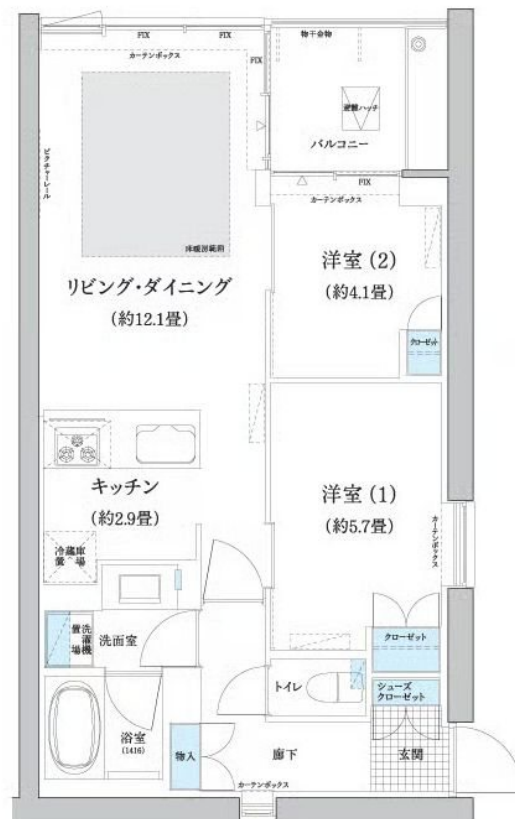 FIX
FIX
カーテンボックス
FIX
物干金物
避難ハッチ
バルコニー
ピクチャーレール
床暖房範囲
FIX
カーテンボックス
リビング・ダイニング
(約12.1畳)
洋室(2)
(約4.1畳)
クローゼット
キッチン
(約2.9畳)
洋室(1)
(約5.7畳)
カーテンボックス
冷蔵庫
置場
洗濯機
置場
洗面室
クローゼット
トイレ
シューズ
クローゼット
浴室
(1416)
物入
廊下
玄関
カーテンボックス